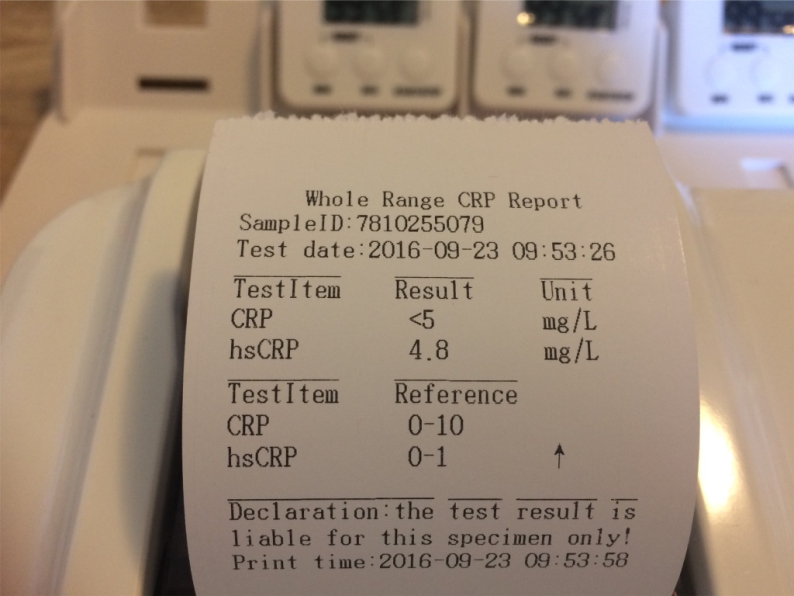 Whole Range CRP Report
SampleID:7810255079
Test date:2016-09-23 09:53:26
TestItem Result Unit
CRP <5 mg/L
hsCRP 4.8 mg/L
TestItem Reference
CRP 0-10
hsCRP 0-1 ↑
Declaration:the test result is
liable for this specimen only!
Print time:2016-09-23 09:53:58